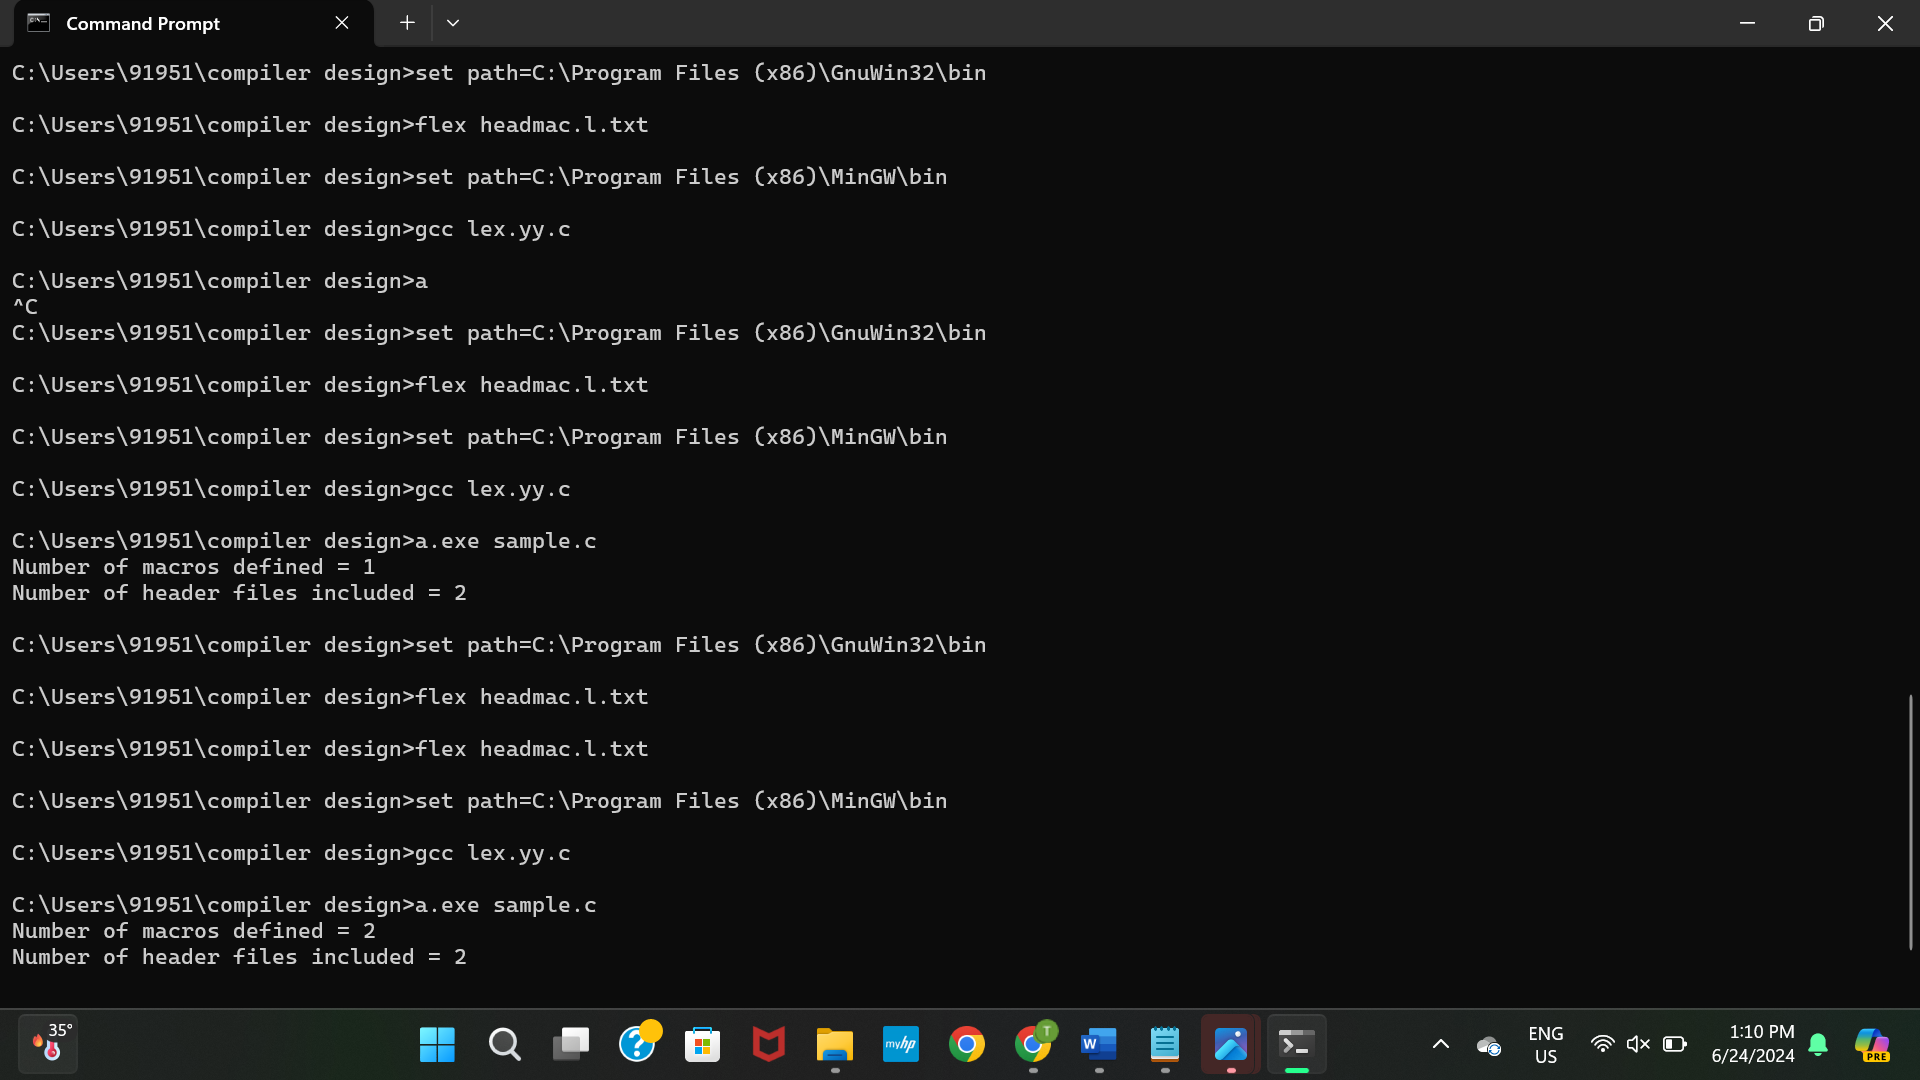 Command Prompt
C:\Users\91951\compiler design>set path=C:\Program Files (x86)\GnuWin32\bin
C:\Users\91951\compiler design>flex headmac.l.txt
C:\Users\91951\compiler design>set path=C:\Program Files (x86)\MinGW\bin
C:\Users\91951\compiler design>gcc lex.yy.c
C:\Users\91951\compiler design>a
^C
C:\Users\91951\compiler design>set path=C:\Program Files (x86)\GnuWin32\bin
C:\Users\91951\compiler design>flex headmac.l.txt
C:\Users\91951\compiler design>set path=C:\Program Files (x86)\MinGW\bin
C:\Users\91951\compiler design>gcc lex.yy.c
C:\Users\91951\compiler design>a.exe sample.c
Number of macros defined = 1
Number of header files included = 2
C:\Users\91951\compiler design>set path=C:\Program Files (x86)\GnuWin32\bin
C:\Users\91951\compiler design>flex headmac.l.txt
C:\Users\91951\compiler design>flex headmac.l.txt
C:\Users\91951\compiler design>set path=C:\Program Files (x86)\MinGW\bin
C:\Users\91951\compiler design>gcc lex.yy.c
C:\Users\91951\compiler design>a.exe sample.c
Number of macros defined = 2
Number of header files included = 2
35°
?
myhp
T
W
ENG
US
1:10 PM
6/24/2024
PRE